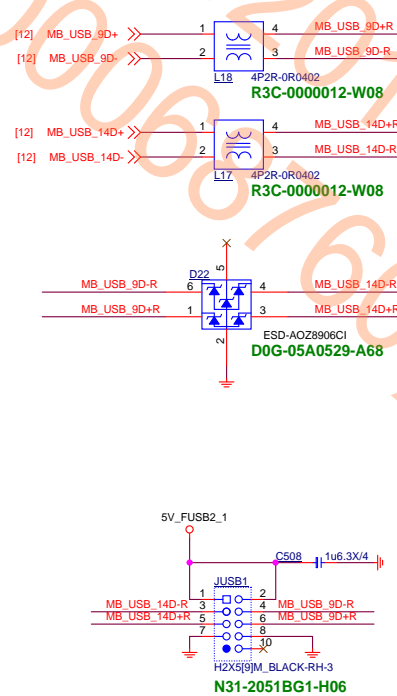 [12] MB_USB_9D+ 1 4 MB_USB_9D+R
[12] MB_USB_9D- 2 3 MB_USB_9D-R
L18 4P2R-0R0402
R3C-0000012-W08
[12] MB_USB_14D+ 1 4 MB_USB_14D+R
[12] MB_USB_14D- 2 3 MB_USB_14D-R
L17 4P2R-0R0402
R3C-0000012-W08
5
D22
MB_USB_9D-R 6 4 MB_USB_14D-R
MB_USB_9D+R 1 3 MB_USB_14D+R
2
ESD-AOZ8906CI
D0G-05A0529-A68
5V_FUSB2_1
C508 1u6.3X/4
JUSB1
1 2
MB_USB_14D-R 3 4 MB_USB_9D-R
MB_USB_14D+R 5 6 MB_USB_9D+R
7 8
10
H2X5[9]M_BLACK-RH-3
N31-2051BG1-H06